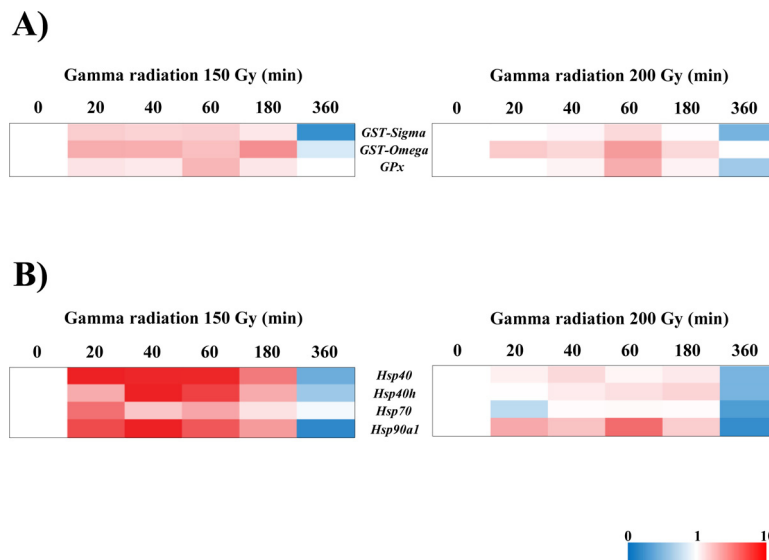 A)
Gamma radiation 150 Gy (min)
Gamma radiation 200 Gy (min)
0 20 40 60 180 360
0 20 40 60 180 360
GST-Sigma
GST-Omega
GPx
B)
Gamma radiation 150 Gy (min)
Gamma radiation 200 Gy (min)
0 20 40 60 180 360
0 20 40 60 180 360
Hsp40
Hsp40h
Hsp70
Hsp90a1
0 1 10